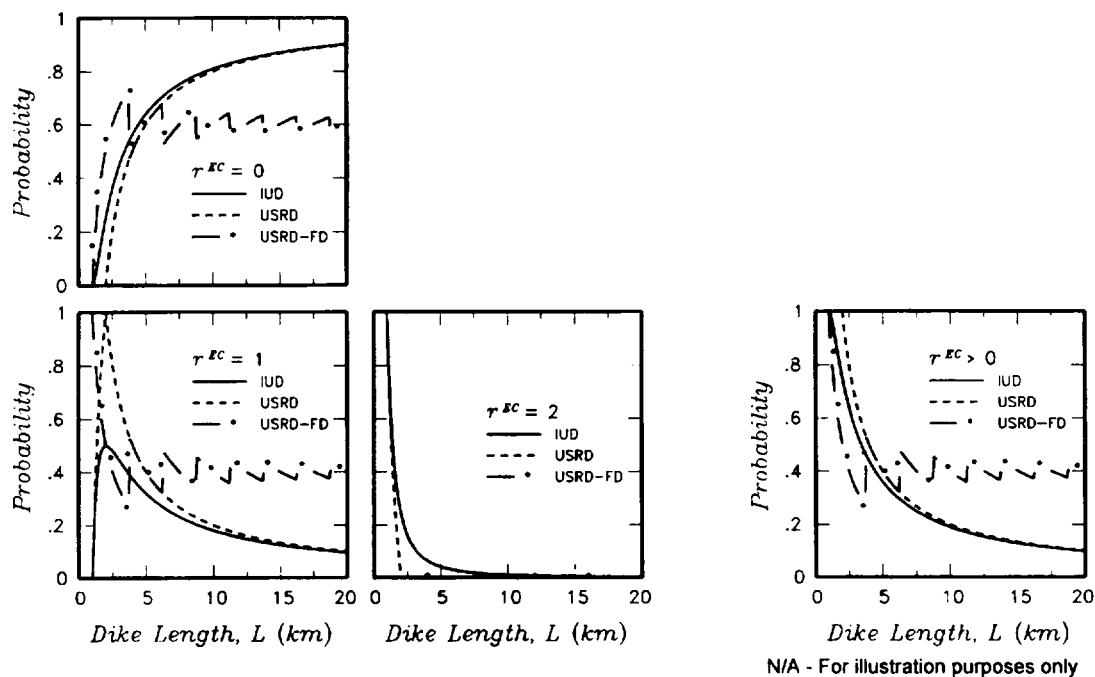 1
.8
.6
.4
.2
0
Probability
r^EC = 0
IUD
USRD
USRD-FD
1
.8
.6
.4
.2
0
Probability
r^EC = 1
IUD
USRD
USRD-FD
0 5 10 15 20
Dike Length, L (km)
r^EC = 2
IUD
USRD
USRD-FD
0 5 10 15 20
Dike Length, L (km)
1
.8
.6
.4
.2
0
Probability
r^EC > 0
IUD
USRD
USRD-FD
0 5 10 15 20
Dike Length, L (km)
N/A - For illustration purposes only